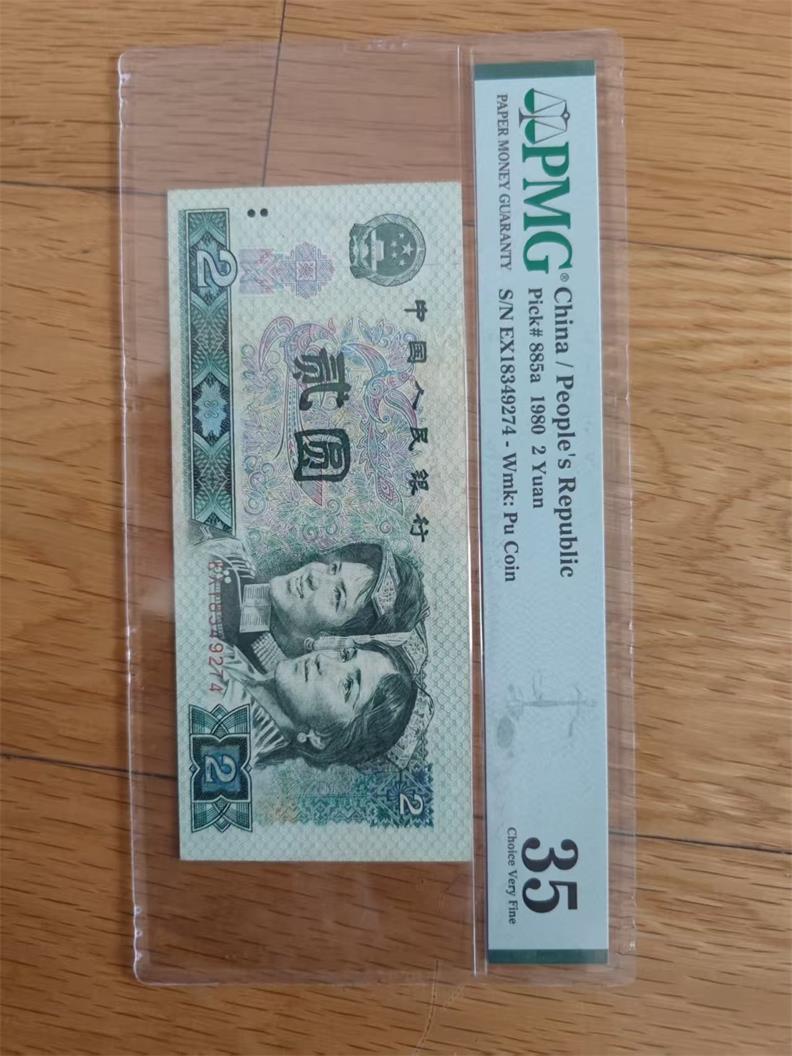 PMG®
PAPER MONEY GUARANTY
China / People's Republic
Pick# 885a 1980 2 Yuan
S/N EX18349274 - Wmk: Pu Coin
35
Choice Very Fine
中国人民银行
贰圆
2
2
2
EX18349274